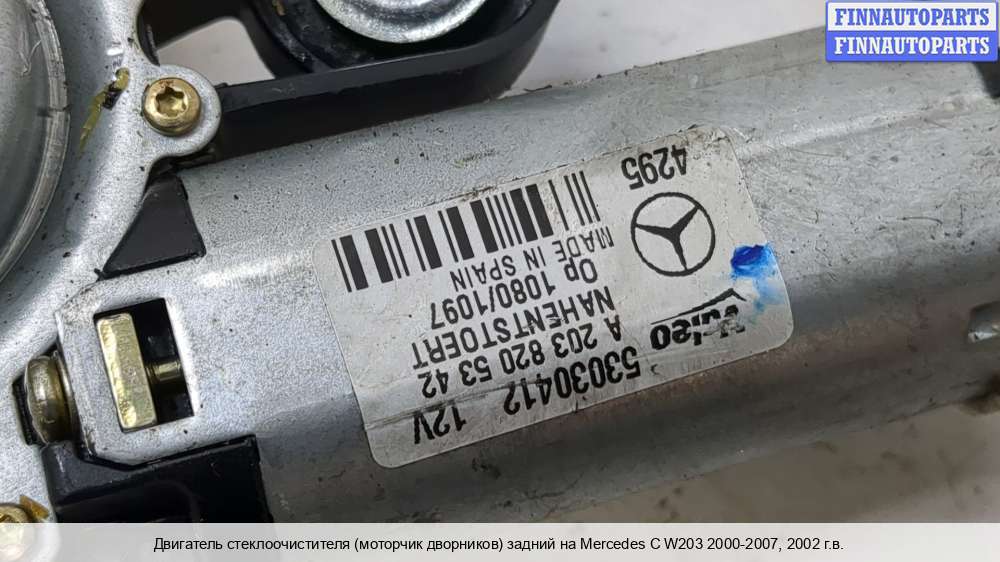 FINNAUTOPARTS
FINNAUTOPARTS
Valeo
53030412 12V
A 203 820 53 42
NAHENTSTOERT
Op 1080/1097
MADE IN SPAIN
4295
Двигатель стеклоочистителя (моторчик дворников) задний на Mercedes C W203 2000-2007, 2002 г.в.